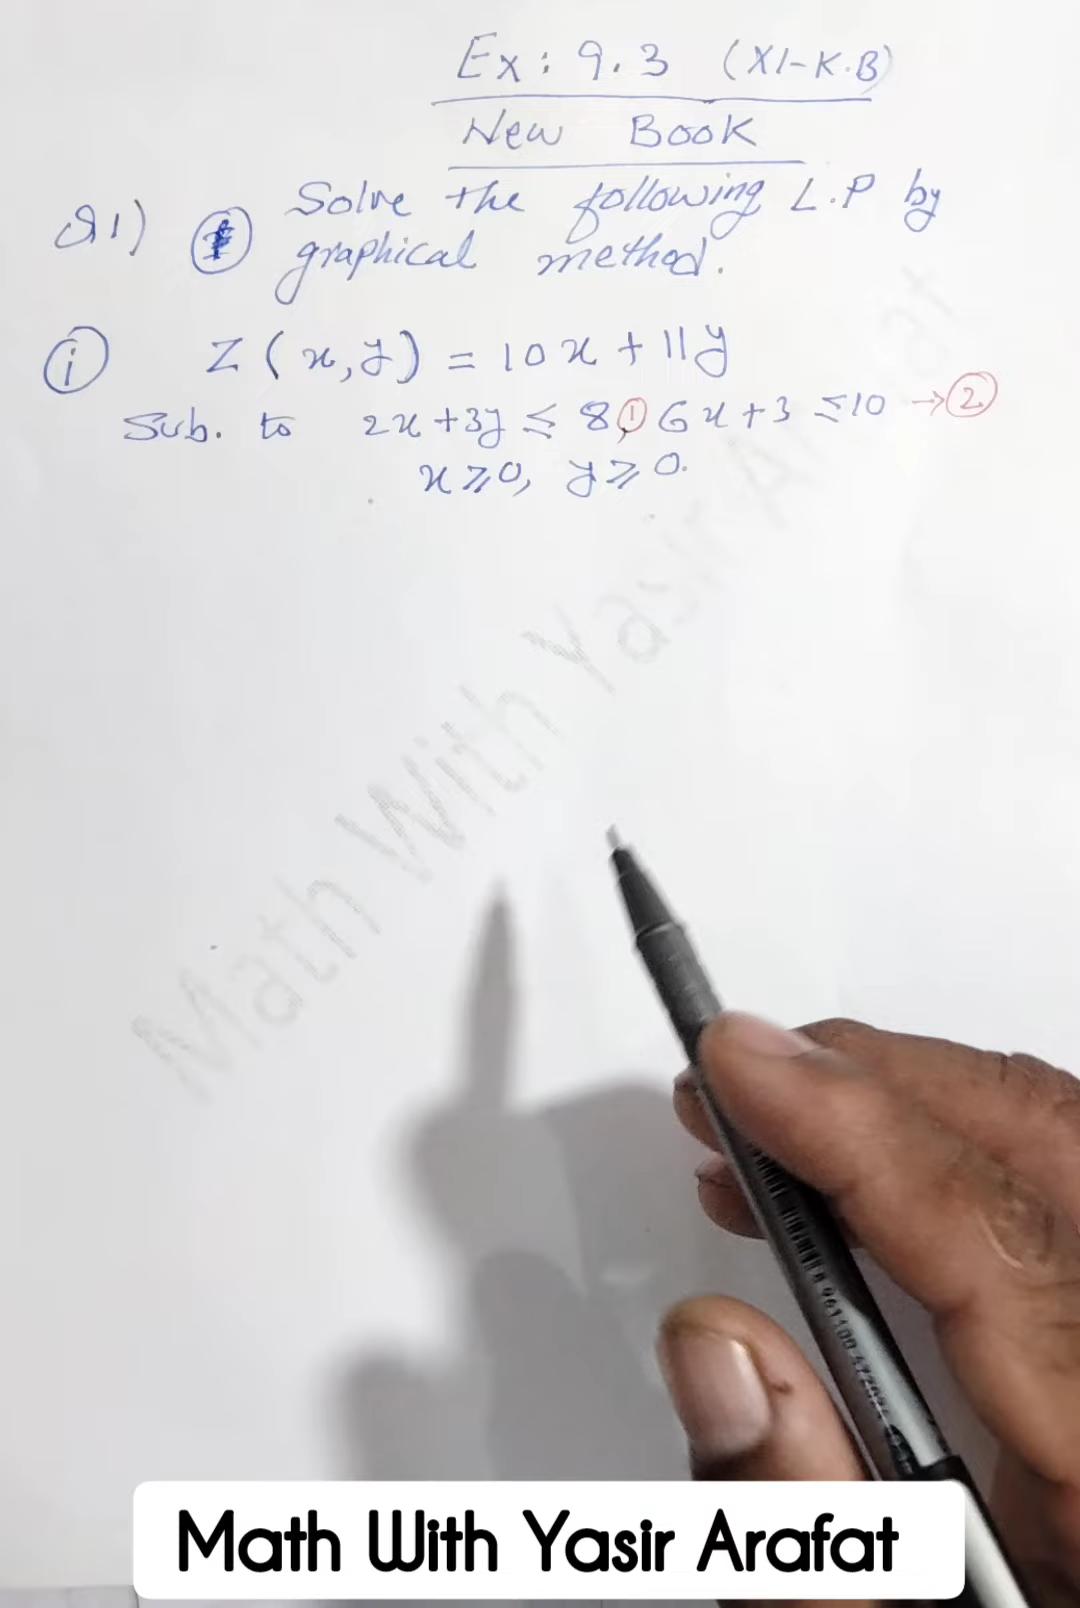 Ex: 9.3 (XI-K.B)
New Book
Q1) Solve the following L.P by
graphical method.
i Z(x,y) = 10x + 11y
Sub. to 2x+3y ≤ 8, ① 6x+3 ≤10 → ②
x ≥ 0, y ≥ 0.
Math With Yasir Arafat
Math With Yasir Arafat